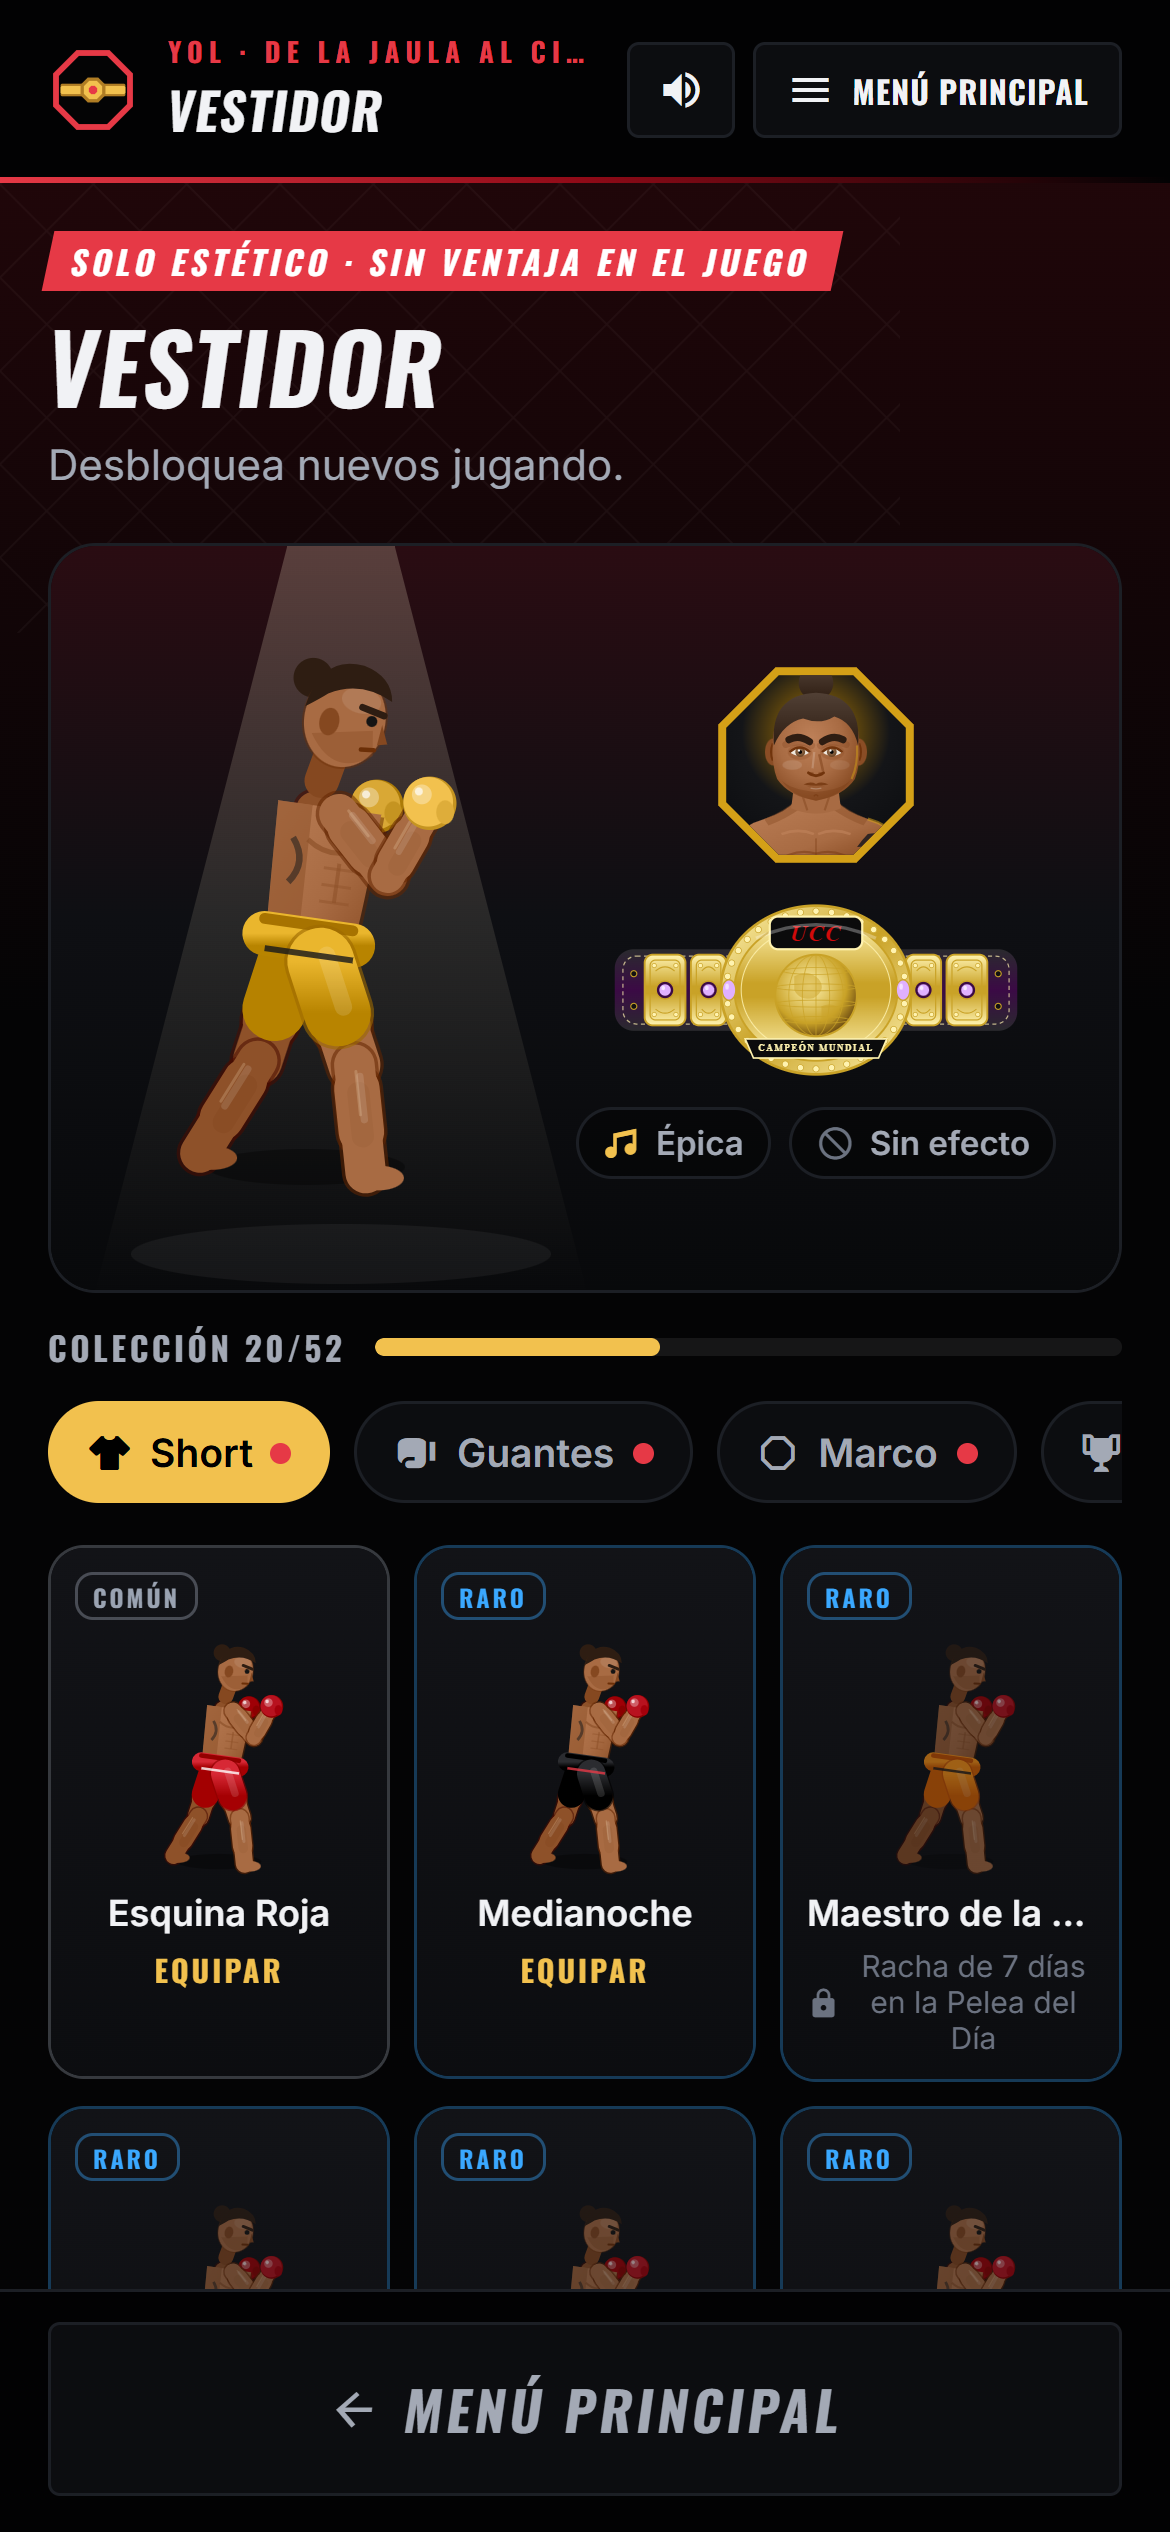 YOL · DE LA JAULA AL CI...
VESTIDOR
MENÚ PRINCIPAL
SOLO ESTÉTICO · SIN VENTAJA EN EL JUEGO
VESTIDOR
Desbloquea nuevos jugando.
UCC
CAMPEÓN MUNDIAL
Épica
Sin efecto
COLECCIÓN 20/52
Short
Guantes
Marco
COMÚN
RARO
RARO
Esquina Roja
Medianoche
Maestro de la ...
EQUIPAR
EQUIPAR
Racha de 7 días
en la Pelea del
Día
RARO
RARO
RARO
MENÚ PRINCIPAL